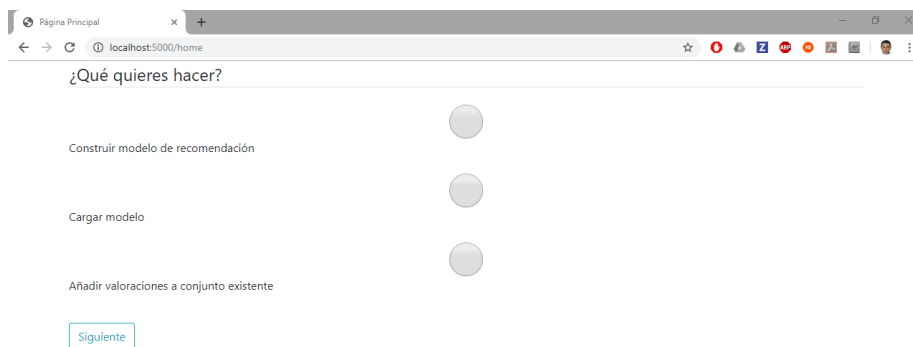 Página Principal
localhost:5000/home
ABP
¿Qué quieres hacer?
Construir modelo de recomendación
Cargar modelo
Añadir valoraciones a conjunto existente
Siguiente